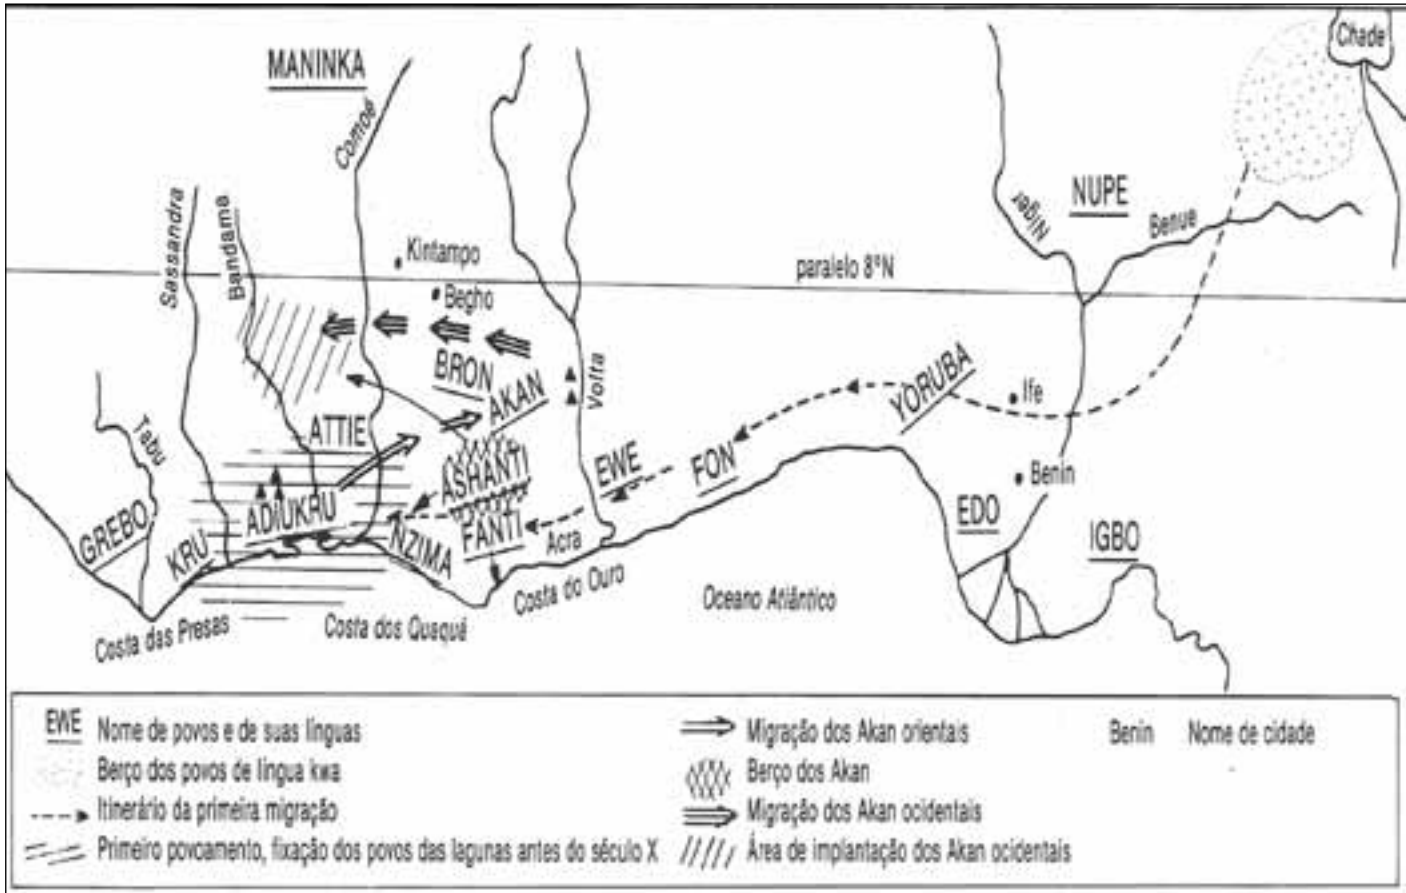 Chade
MANINKA
Comoé
NUPE
Níger
Benue
Sassandra
Bandama
Kintampo
paralelo 8ºN
Begho
BRON
AKAN
Volta
YORUBA
Ife
ATTIE
Tabu
ASHANTI
EWE
FON
Benin
GREBO
KRU
ADIUKRU
NZIMA
FANTI
Acra
EDO
IGBO
Costa do Ouro
Oceano Atlântico
Costa das Presas
Costa dos Quaquá
EWE Nome de povos e de suas línguas
Migração dos Akan orientais
Benin Nome de cidade
Berço dos povos de língua kwa
Berço dos Akan
Itinerário da primeira migração
Migração dos Akan ocidentais
Primeiro povoamento, fixação dos povos das lagunas antes do século X
Área de implantação dos Akan ocidentais